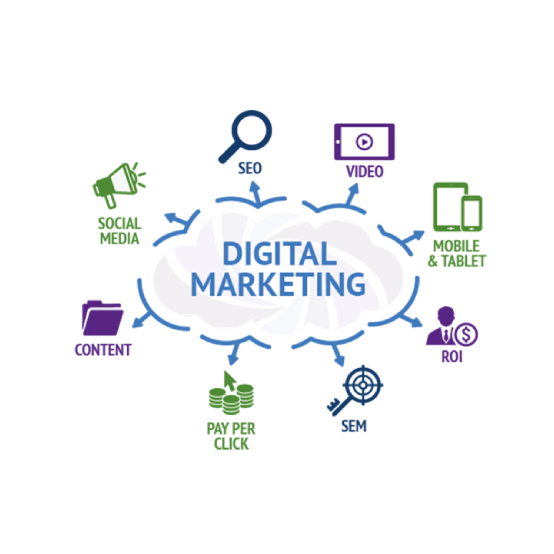 SEO
VIDEO
SOCIAL
MEDIA
MOBILE
& TABLET
DIGITAL
MARKETING
CONTENT
$
ROI
PAY PER
CLICK
SEM